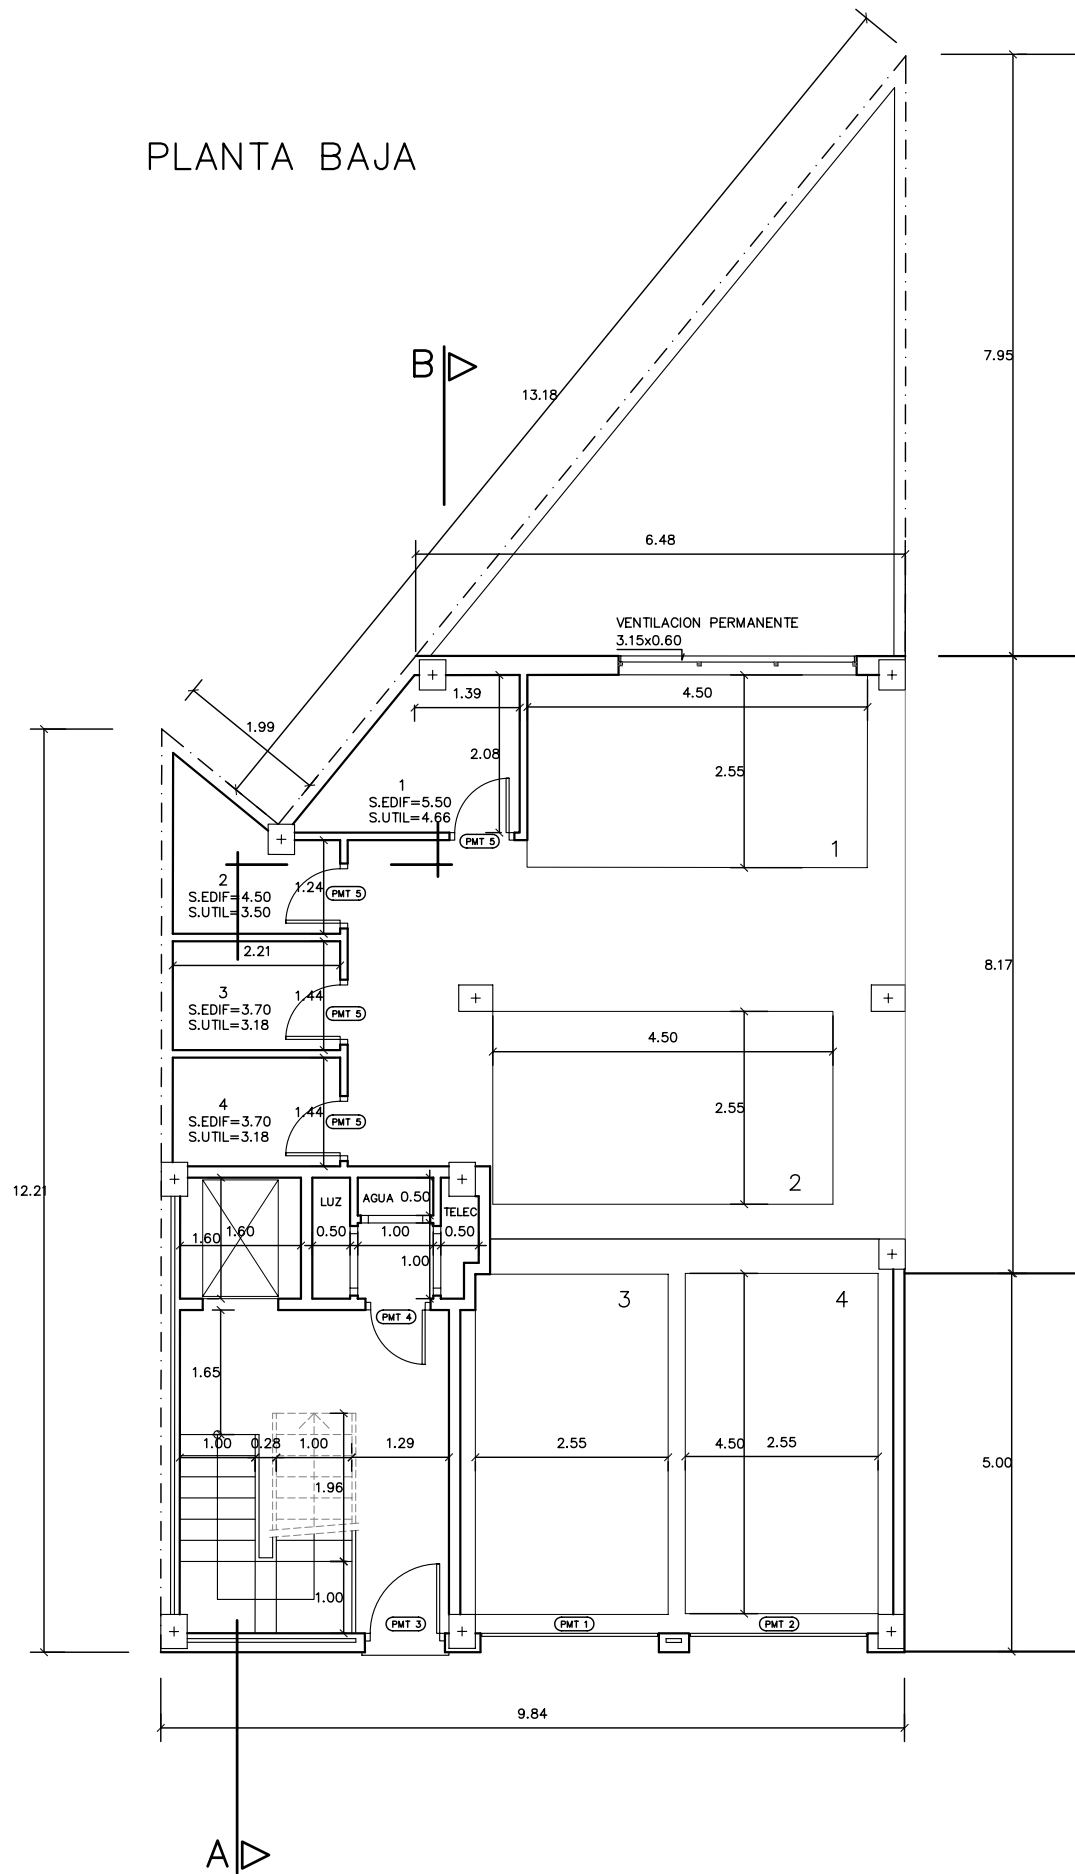 PLANTA BAJA
7.95
B
13.18
6.48
VENTILACION PERMANENTE
3.15x0.60
1.39
4.50
1.99
2.08
2.55
1
S.EDIF=5.50
S.UTIL=4.66
PMT 5
1
2
S.EDIF=4.50
S.UTIL=3.50
1.24
PMT 5
2.21
8.17
3
S.EDIF=3.70
S.UTIL=3.18
1.44
PMT 5
4.50
4
S.EDIF=3.70
S.UTIL=3.18
1.44
PMT 5
2.55
2
12.21
LUZ
AGUA 0.50
TELEC
1.60
1.60
0.50
1.00
0.50
1.00
3
4
PMT 4
1.65
1.00
0.28
1.00
1.29
2.55
4.50
2.55
5.00
1.96
1.00
PMT 3
PMT 1
PMT 2
9.84
A